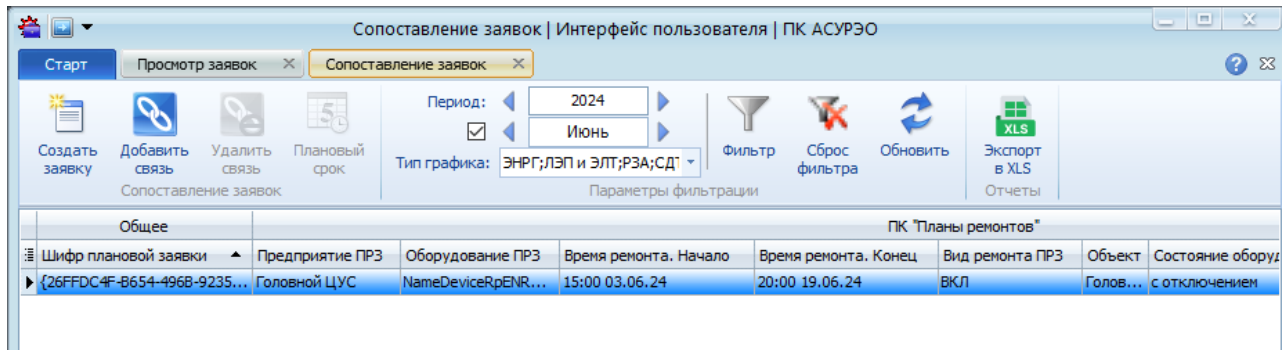 Сопоставление заявок | Интерфейс пользователя | ПК АСУРЭО
Старт Просмотр заявок Сопоставление заявок
Период: 2024
Июнь
Тип графика: ЭНРГ;ЛЭП и ЭЛТ;РЗА;СДТ
Создать заявку
Добавить связь
Удалить связь
Плановый срок
Фильтр
Сброс фильтра
Обновить
XLS
Экспорт в XLS
Сопоставление заявок Параметры фильтрации Отчеты
Общее ПК "Планы ремонтов"
Шифр плановой заявки Предприятие ПРЗ Оборудование ПРЗ Время ремонта. Начало Время ремонта. Конец Вид ремонта ПРЗ Объект Состояние оборуд
{26FFDC4F-B654-496B-9235... Головной ЦУС NameDeviceRpENR... 15:00 03.06.24 20:00 19.06.24 ВКЛ Голов... с отключением